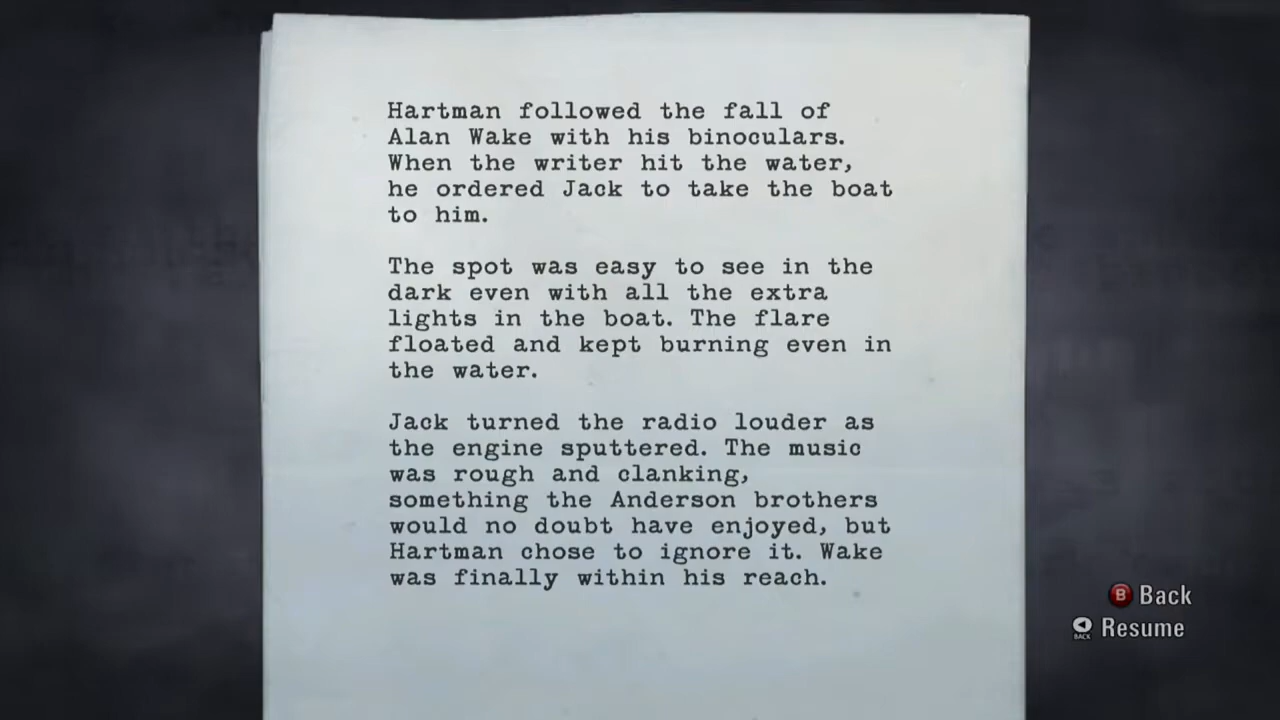 Hartman followed the fall of
Alan Wake with his binoculars.
When the writer hit the water,
he ordered Jack to take the boat
to him.
The spot was easy to see in the
dark even with all the extra
lights in the boat. The flare
floated and kept burning even in
the water.
Jack turned the radio louder as
the engine sputtered. The music
was rough and clanking,
something the Anderson brothers
would no doubt have enjoyed, but
Hartman chose to ignore it. Wake
was finally within his reach.
B Back
BACK Resume